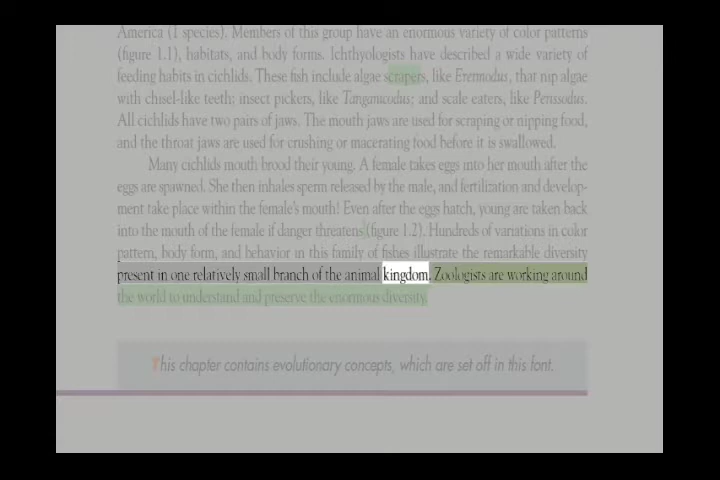 America (1 species). Members of this group have an enormous variety of color patterns
(figure 1.1), habitats, and body forms. Ichthyologists have described a wide variety of
feeding habits in cichlids. These fish include algae scrapers, like Eretmodus, that nip algae
with chisel-like teeth; insect pickers, like Tanganicodus; and scale eaters, like Perissodus.
All cichlids have two pairs of jaws. The mouth jaws are used for scraping or nipping food,
and the throat jaws are used for crushing or macerating food before it is swallowed.
Many cichlids mouth brood their young. A female takes eggs into her mouth after the
eggs are spawned. She then inhales sperm released by the male, and fertilization and develop-
ment take place within the female's mouth! Even after the eggs hatch, young are taken back
into the mouth of the female if danger threatens (figure 1.2). Hundreds of variations in color
pattern, body form, and behavior in this family of fishes illustrate the remarkable diversity
present in one relatively small branch of the animal kingdom. Zoologists are working around
the world to understand and preserve the enormous diversity.
This chapter contains evolutionary concepts, which are set off in this font.